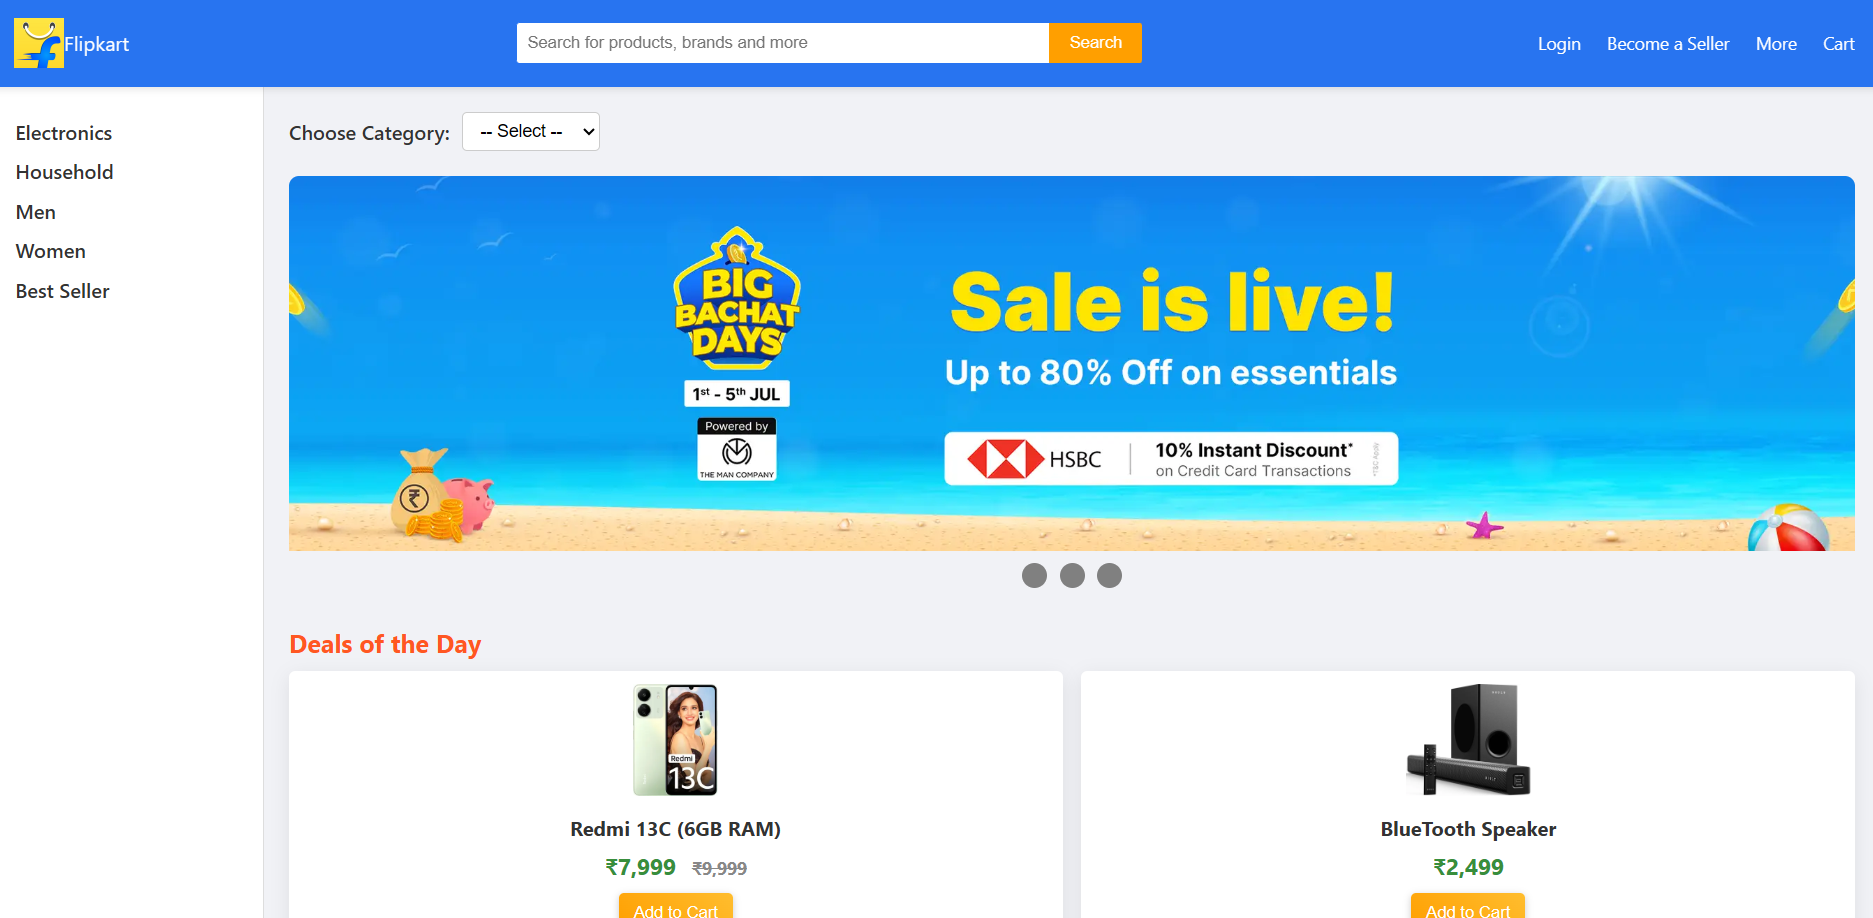 Flipkart
Search for products, brands and more
Search
Login
Become a Seller
More
Cart
Electronics
Household
Men
Women
Best Seller
Choose Category:
-- Select --
BIG
BACHAT
DAYS
1st - 5th JUL
Powered by
THE MAN COMPANY
Sale is live!
Up to 80% Off on essentials
HSBC
10% Instant Discount*
on Credit Card Transactions
*T&C Apply
Deals of the Day
Redmi
13C
Redmi 13C (6GB RAM)
₹7,999 ₹9,999
Add to Cart
BlueTooth Speaker
₹2,499
Add to Cart